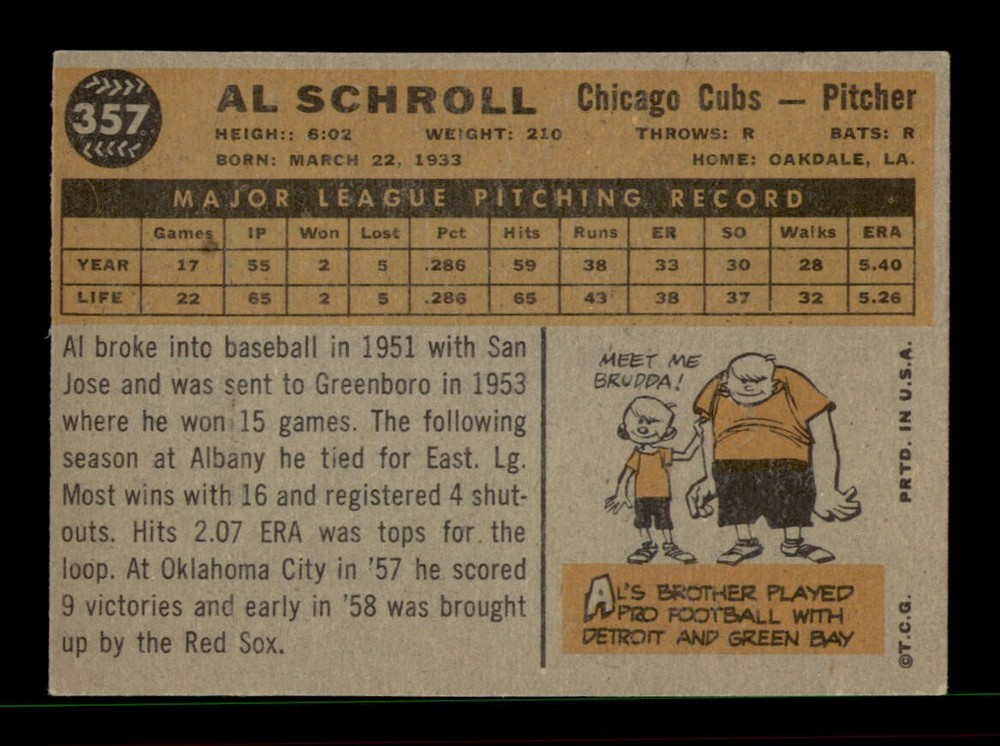 357
AL SCHROLL Chicago Cubs — Pitcher
HEIGH:: 6:02 WEIGHT: 210 THROWS: R BATS: R
BORN: MARCH 22, 1933 HOME: OAKDALE, LA.
MAJOR LEAGUE PITCHING RECORD
Games IP Won Lost Pct Hits Runs ER SO Walks ERA
YEAR 17 55 2 5 .286 59 38 33 30 28 5.40
LIFE 22 65 2 5 .286 65 43 38 37 32 5.26
Al broke into baseball in 1951 with San
Jose and was sent to Greenboro in 1953
where he won 15 games. The following
season at Albany he tied for East. Lg.
Most wins with 16 and registered 4 shut-
outs. Hits 2.07 ERA was tops for the
loop. At Oklahoma City in '57 he scored
9 victories and early in '58 was brought
up by the Red Sox.
MEET ME
BRUDDA!
AL'S BROTHER PLAYED
PRO FOOTBALL WITH
DETROIT AND GREEN BAY
©T.C.G. PRTD. IN U.S.A.